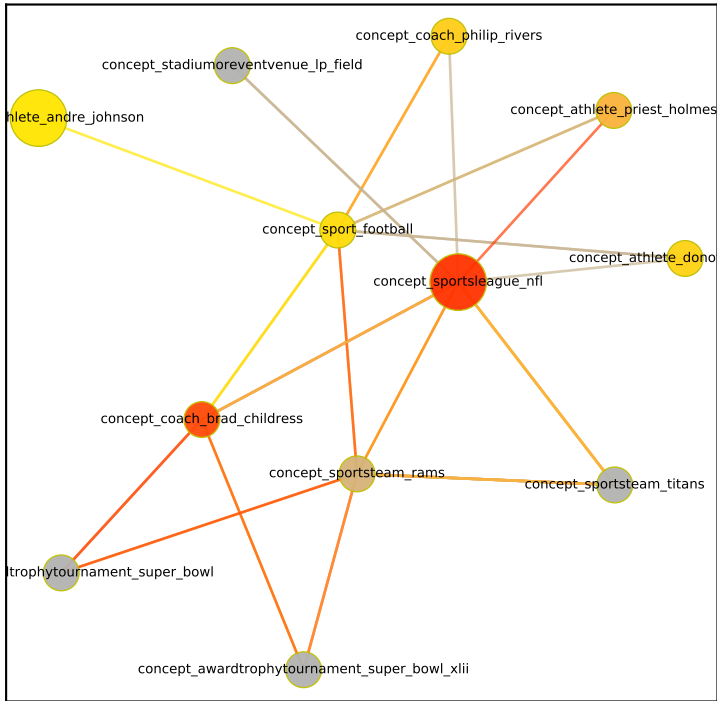 concept_coach_philip_rivers
concept_stadiumoreventvenue_lp_field
concept_athlete_priest_holmes
hlete_andre_johnson
concept_sport_football
concept_athlete_dono
concept_sportsleague_nfl
concept_coach_brad_childress
concept_sportsteam_rams
concept_sportsteam_titans
ltrophytournament_super_bowl
concept_awardtrophytournament_super_bowl_xlii